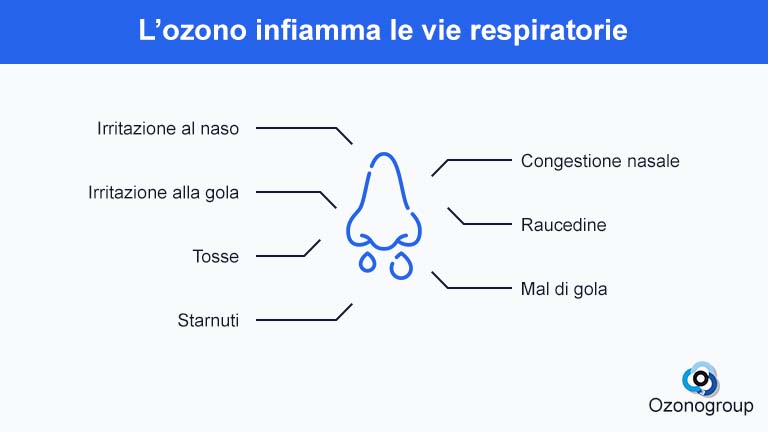 L’ozono infiamma le vie respiratorie
Irritazione al naso
Irritazione alla gola
Tosse
Starnuti
Congestione nasale
Raucedine
Mal di gola
Ozonogroup